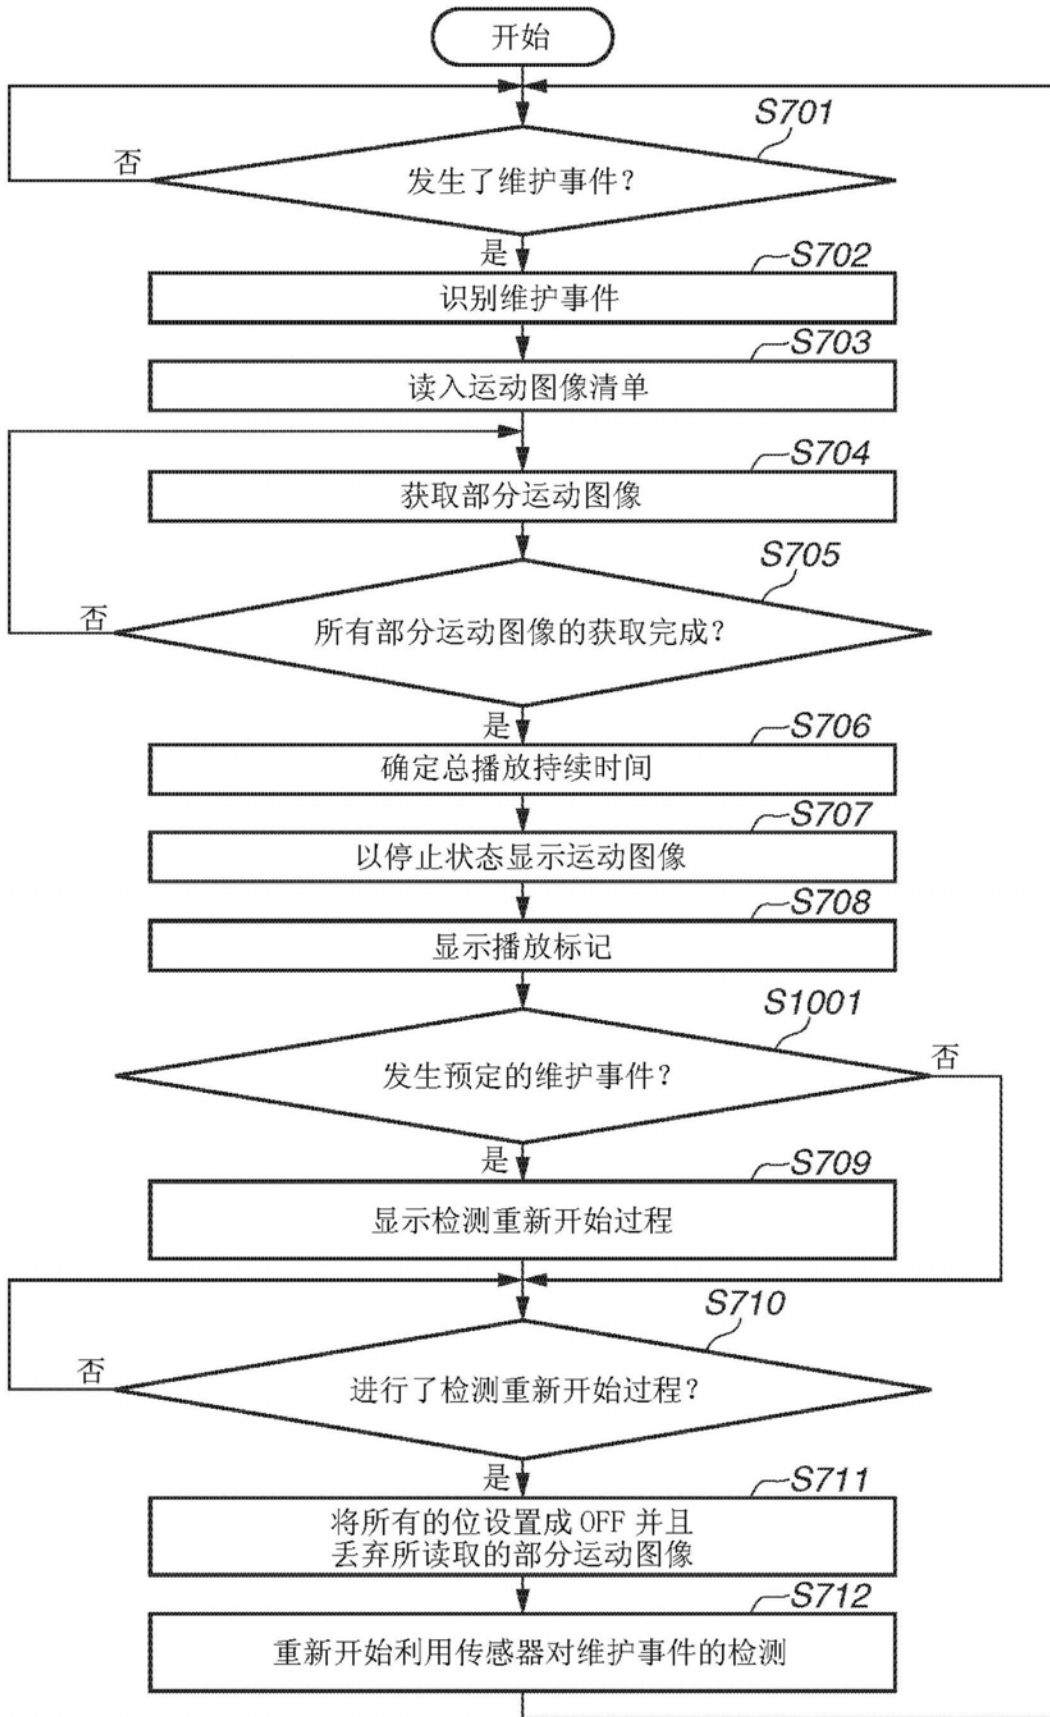 开始
S701
否
发生了维护事件?
是
S702
识别维护事件
S703
读入运动图像清单
S704
获取部分运动图像
S705
否
所有部分运动图像的获取完成?
是
S706
确定总播放持续时间
S707
以停止状态显示运动图像
S708
显示播放标记
S1001
发生预定的维护事件?
否
是
S709
显示检测重新开始过程
S710
否
进行了检测重新开始过程?
是
S711
将所有的位设置成 OFF 并且
丢弃所读取的部分运动图像
S712
重新开始利用传感器对维护事件的检测